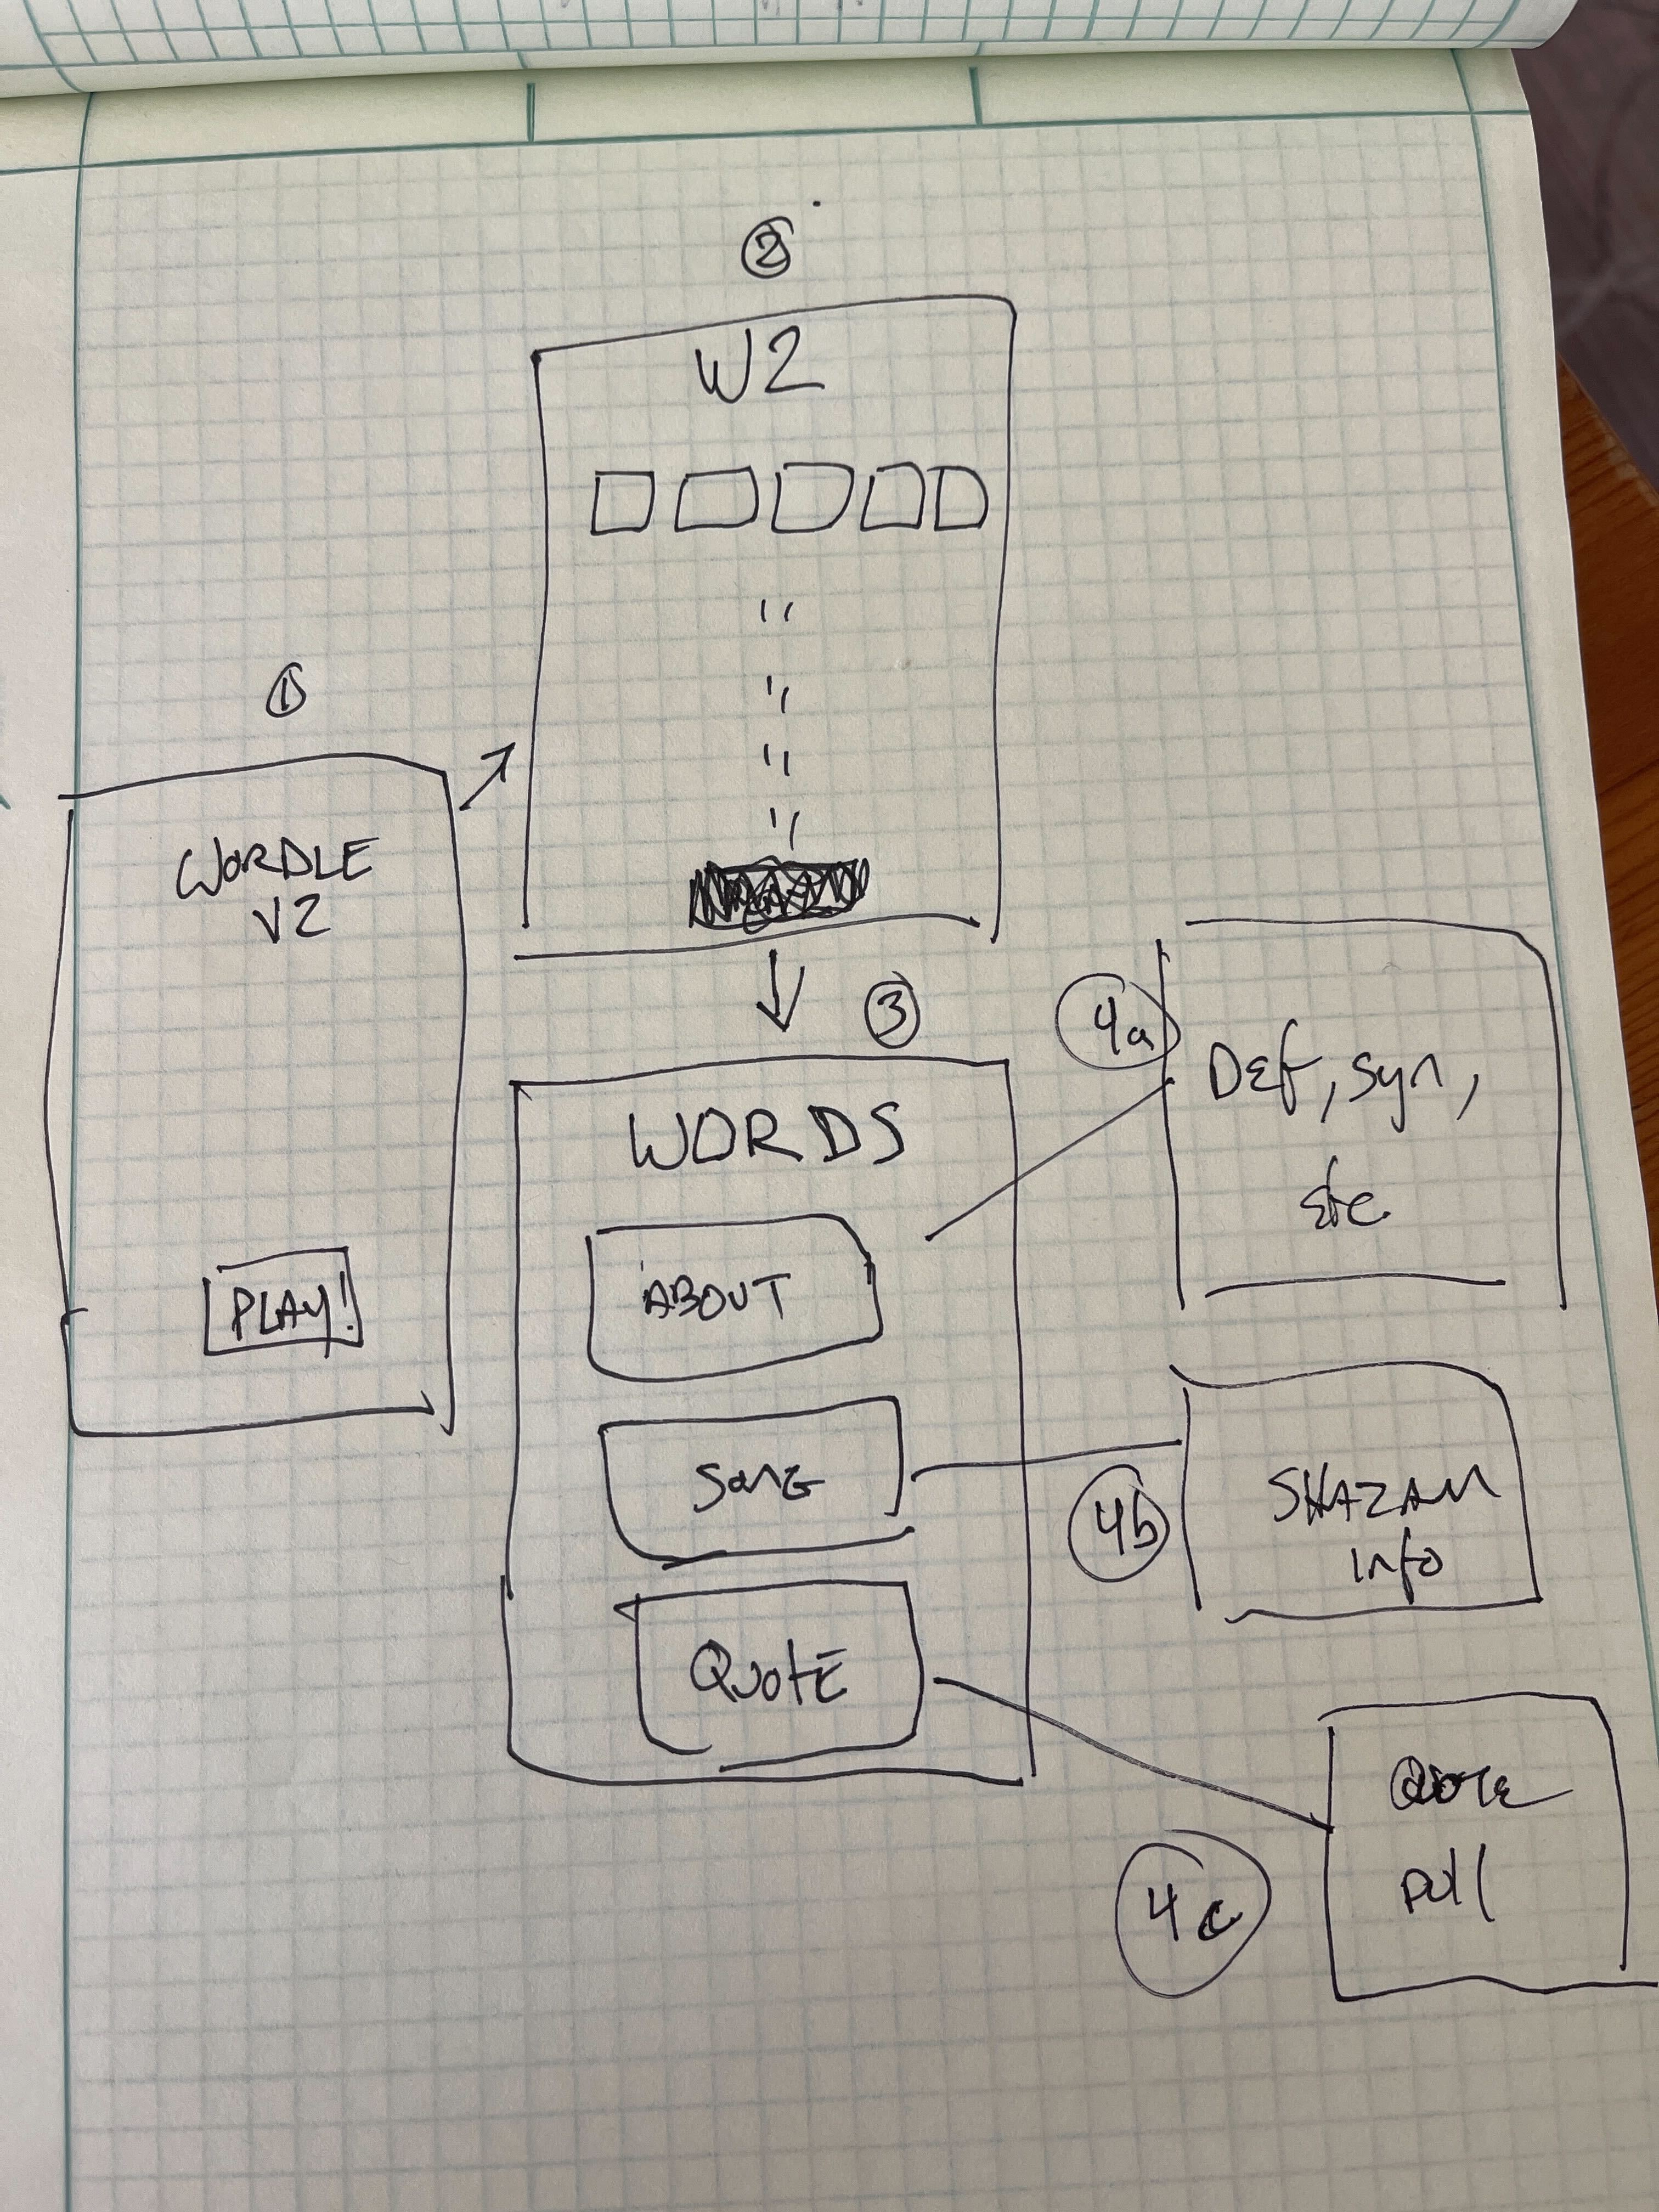 ①
WORDLE
V2
PLAY!
②
W2
"
"
"
"
③
WORDS
ABOUT
SONG
QUOTE
4a
DEF, syn,
etc
4b
SHAZAM
info
4c
QUOTE
pull